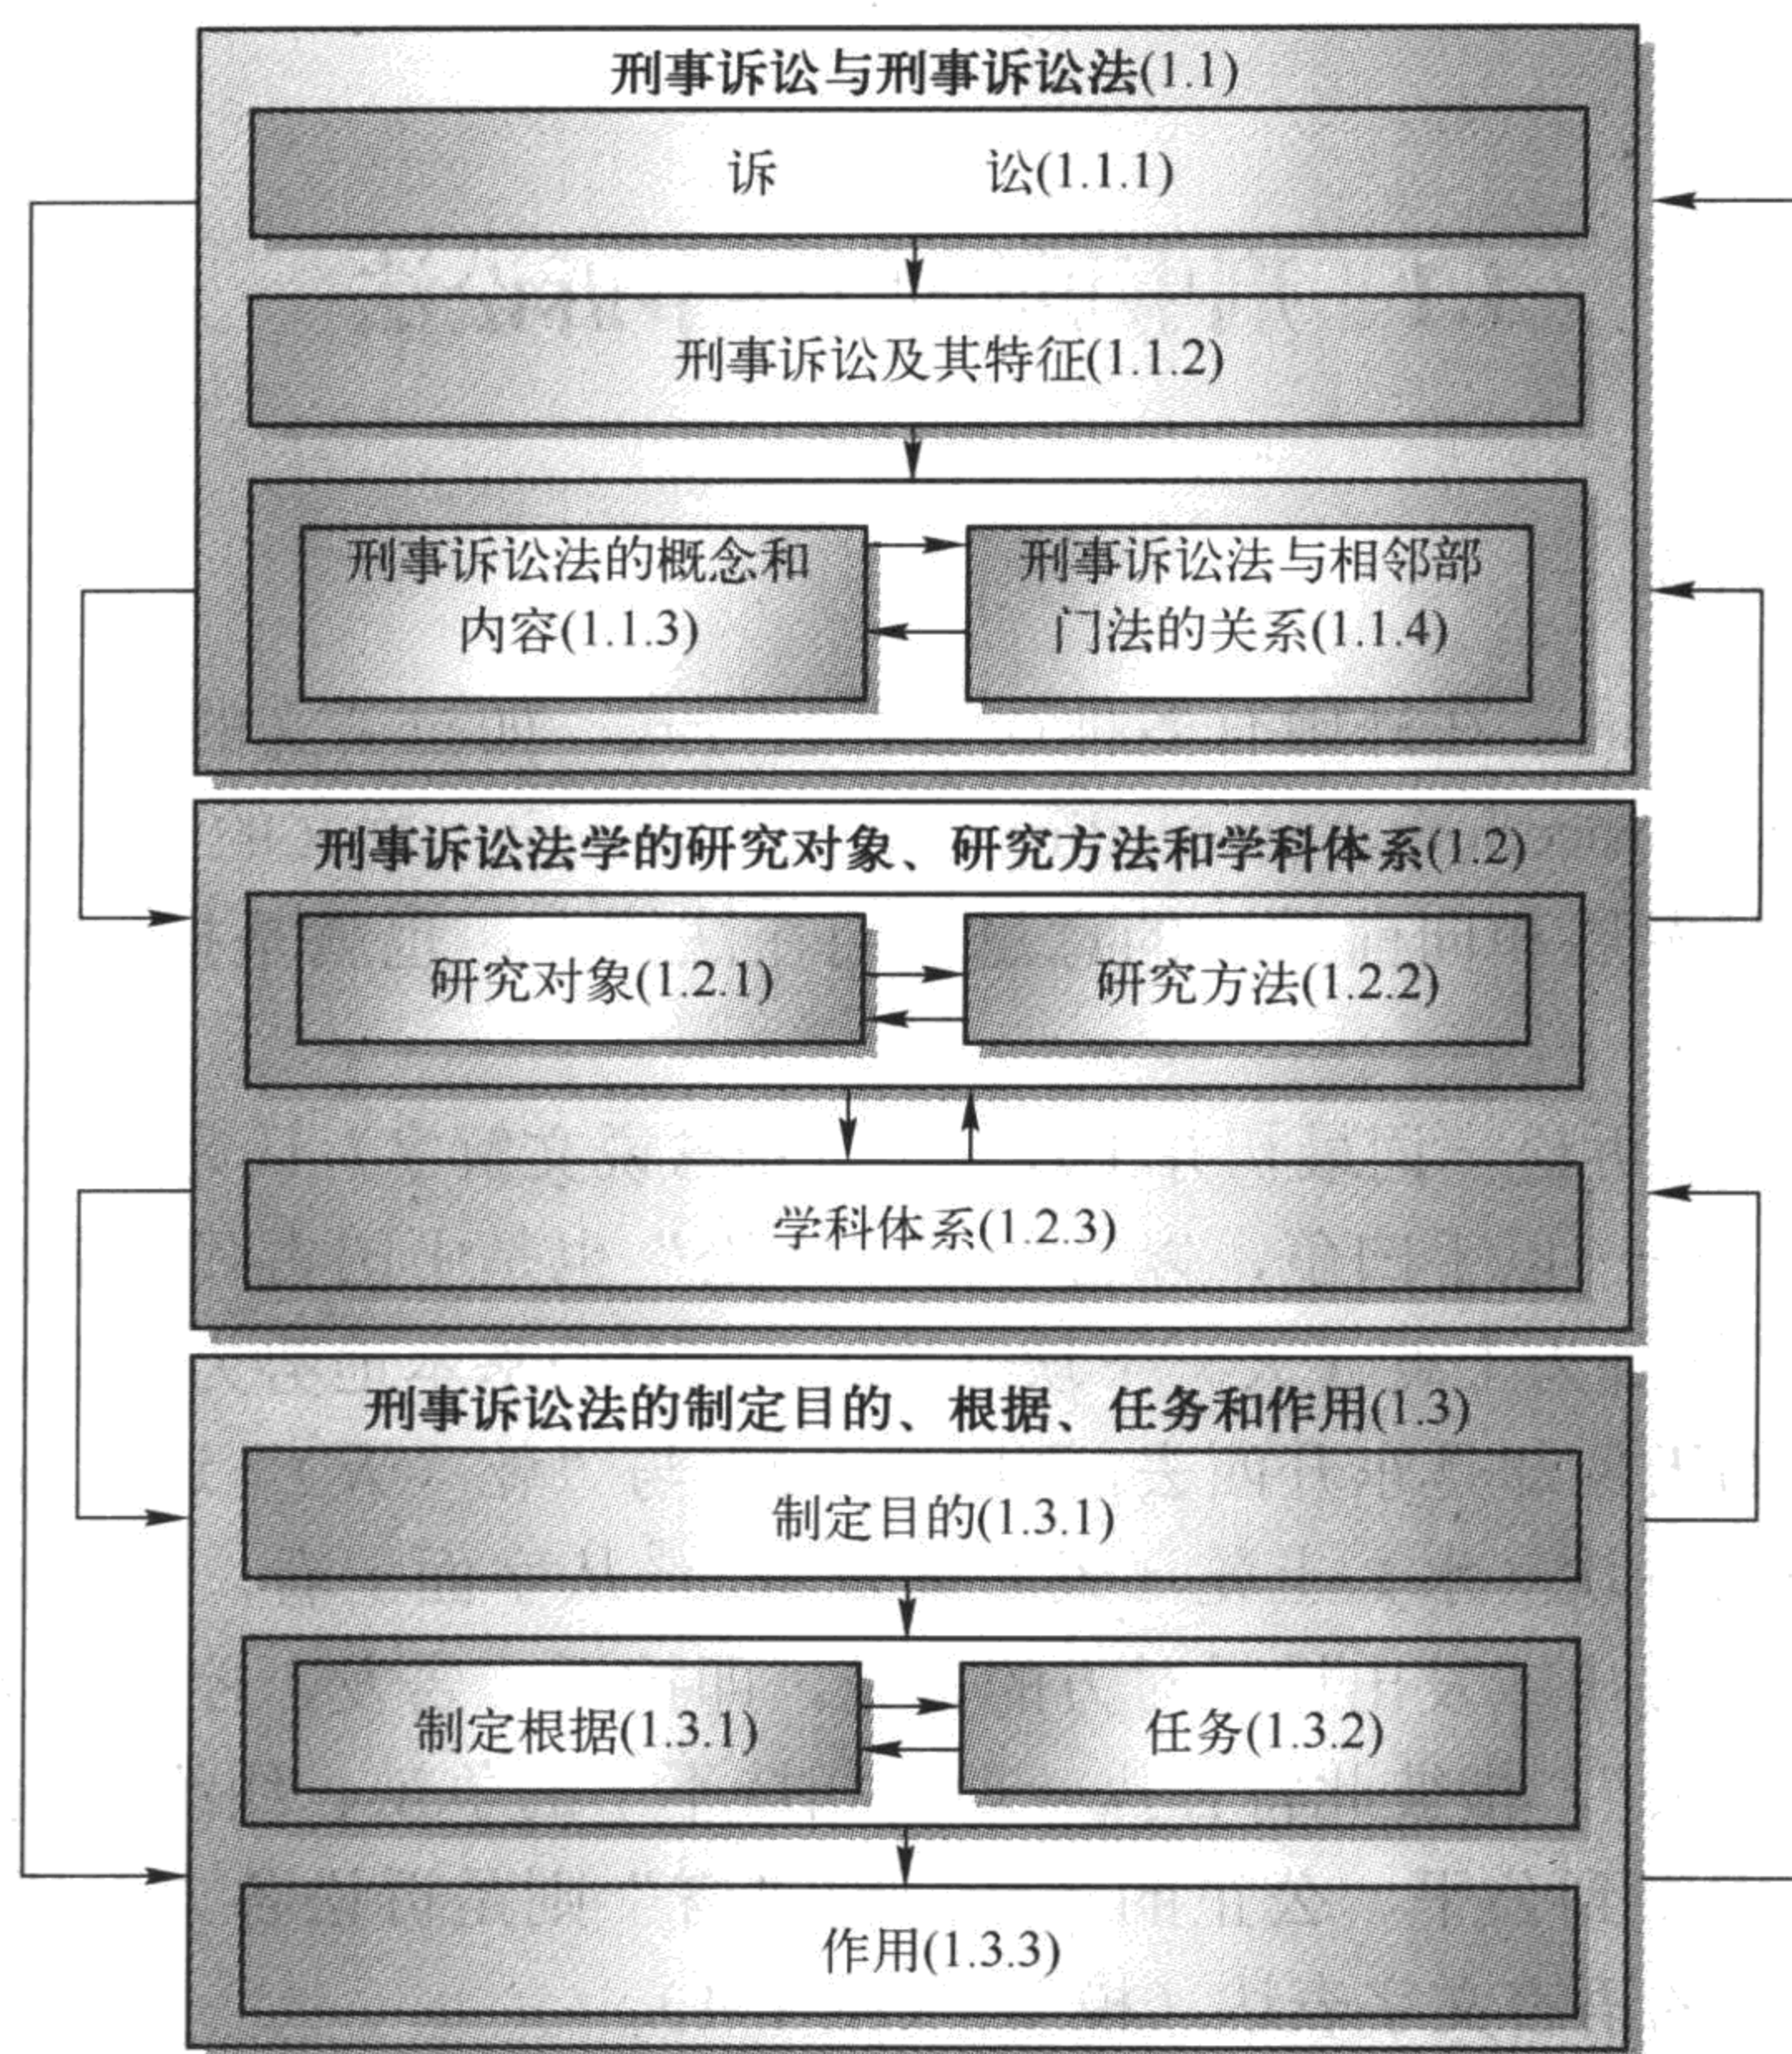 刑事诉讼与刑事诉讼法(1.1)
诉 讼(1.1.1)
刑事诉讼及其特征(1.1.2)
刑事诉讼法的概念和
内容(1.1.3)
刑事诉讼法与相邻部
门法的关系(1.1.4)
刑事诉讼法学的研究对象、研究方法和学科体系(1.2)
研究对象(1.2.1)
研究方法(1.2.2)
学科体系(1.2.3)
刑事诉讼法的制定目的、根据、任务和作用(1.3)
制定目的(1.3.1)
制定根据(1.3.1)
任务(1.3.2)
作用(1.3.3)